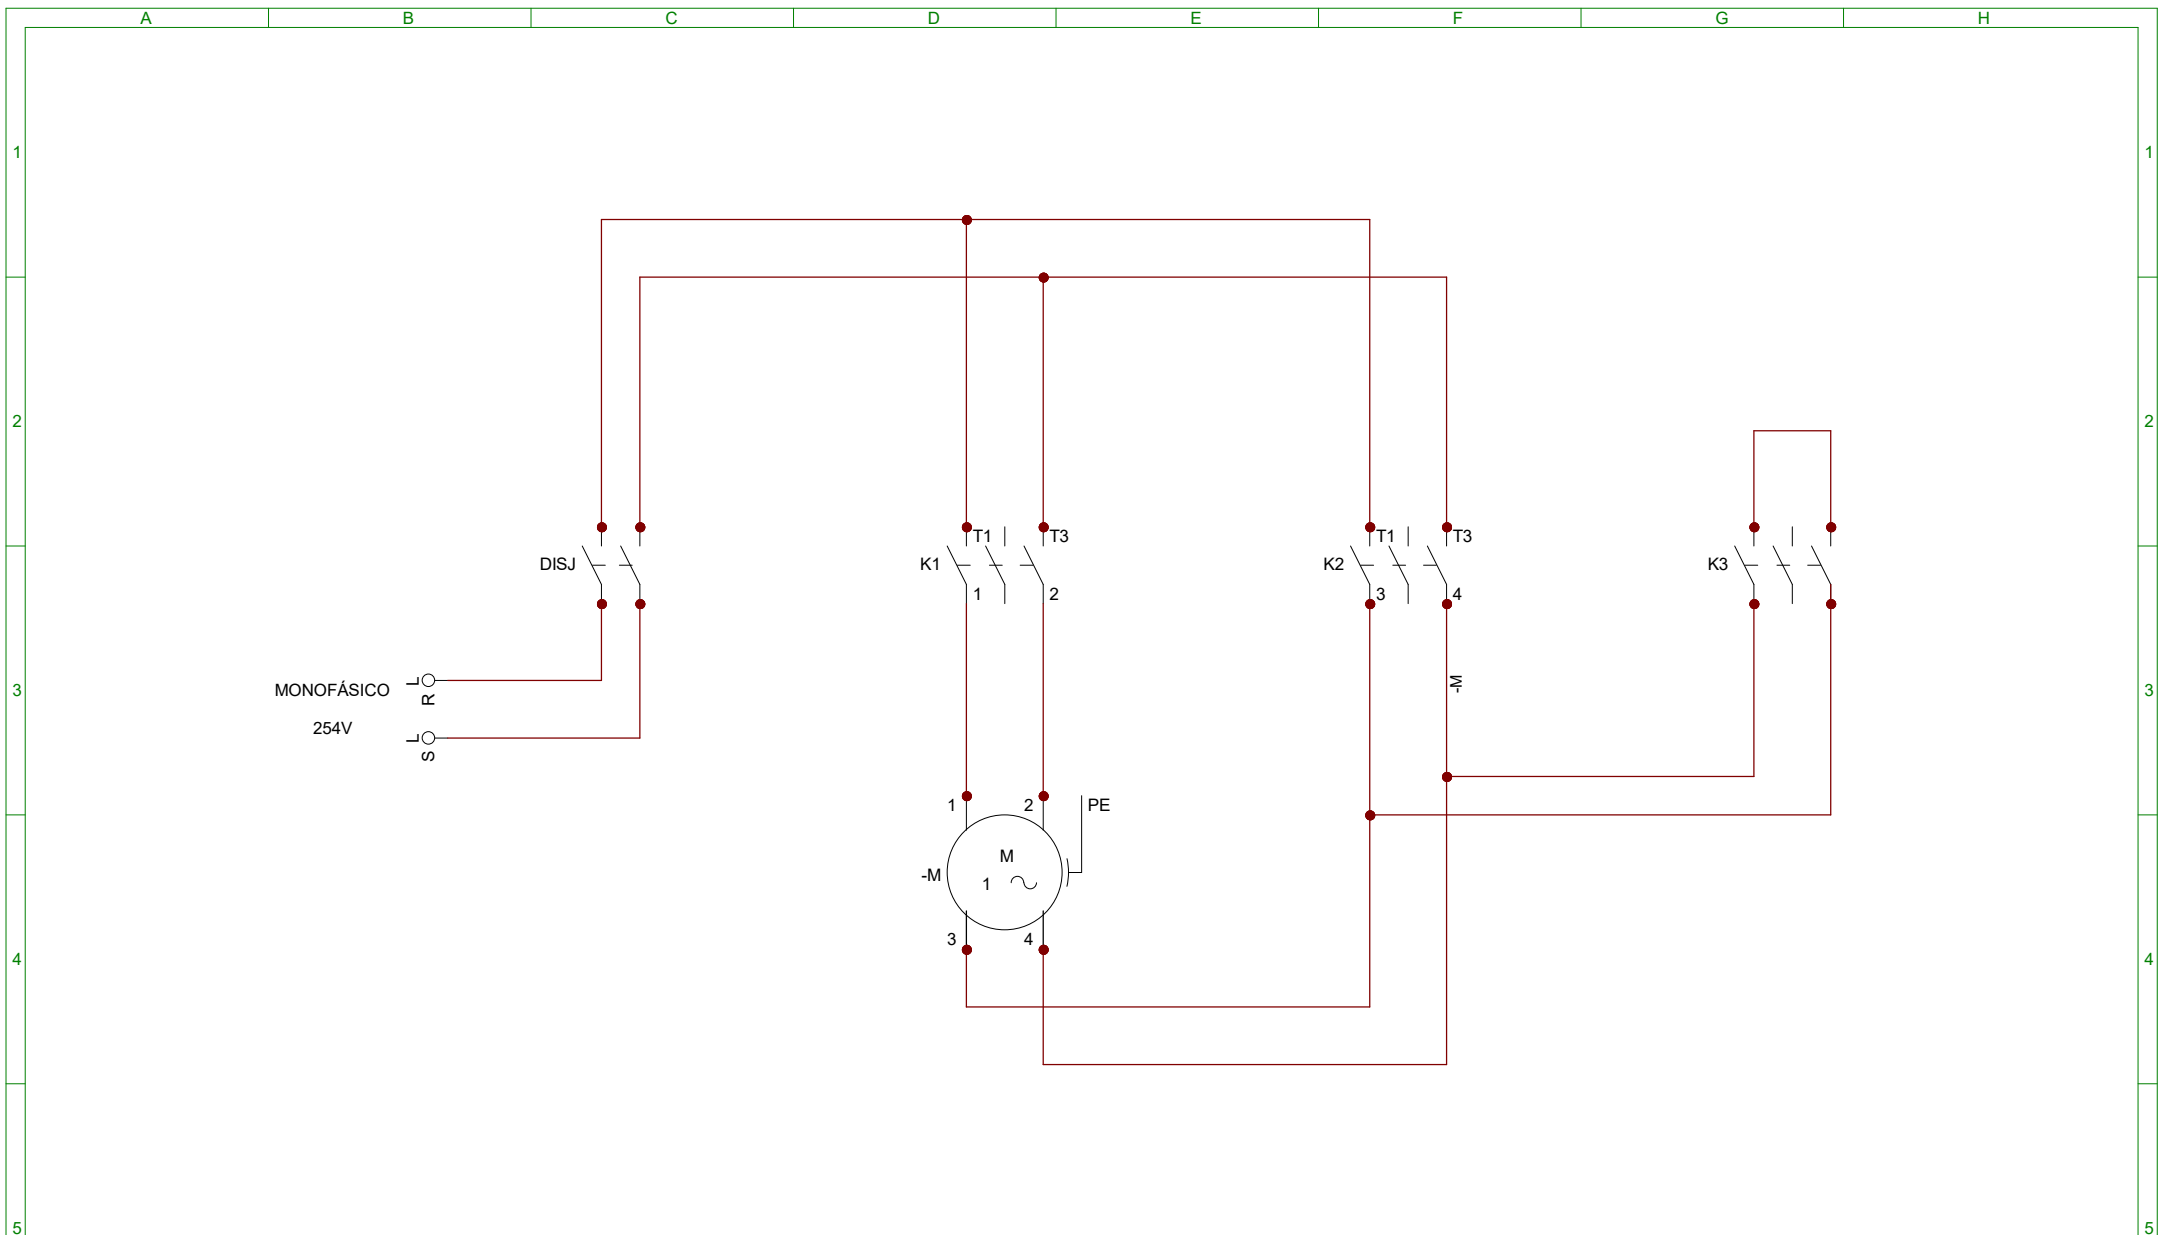 A B C D E F G H
1 1
2 2
T1 T3 T1 T3
DISJ K1 K2 K3
1 2 3 4
-M
MONOFÁSICO L R
3 3
254V L S
1 2 PE
M
-M 1
3 4
4 4
5 5